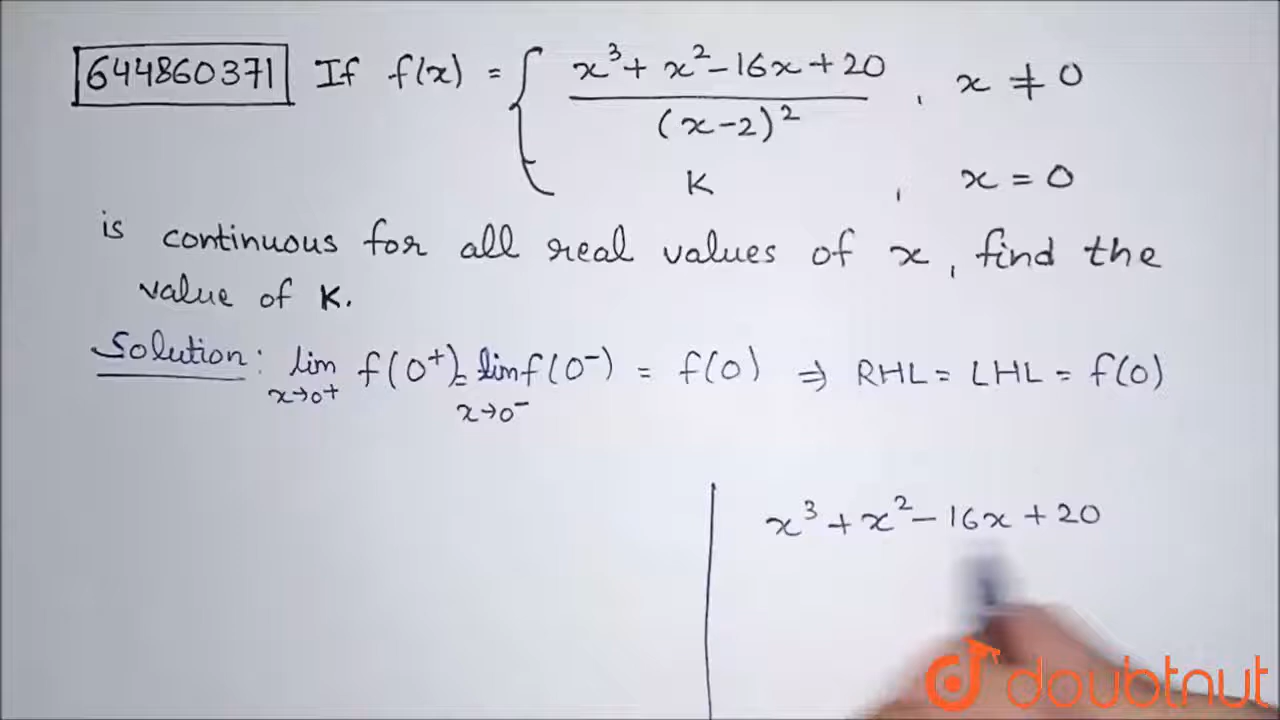 644860371 If f(x) = { x³ + x² - 16x + 20 / (x-2)² , x ≠ 0
K , x = 0
is continuous for all real values of x, find the
value of K.
Solution: lim x→0⁺ f(0⁺) = lim x→0⁻ f(0⁻) = f(0) ⇒ RHL = LHL = f(0)
x³ + x² - 16x + 20
doubtnut